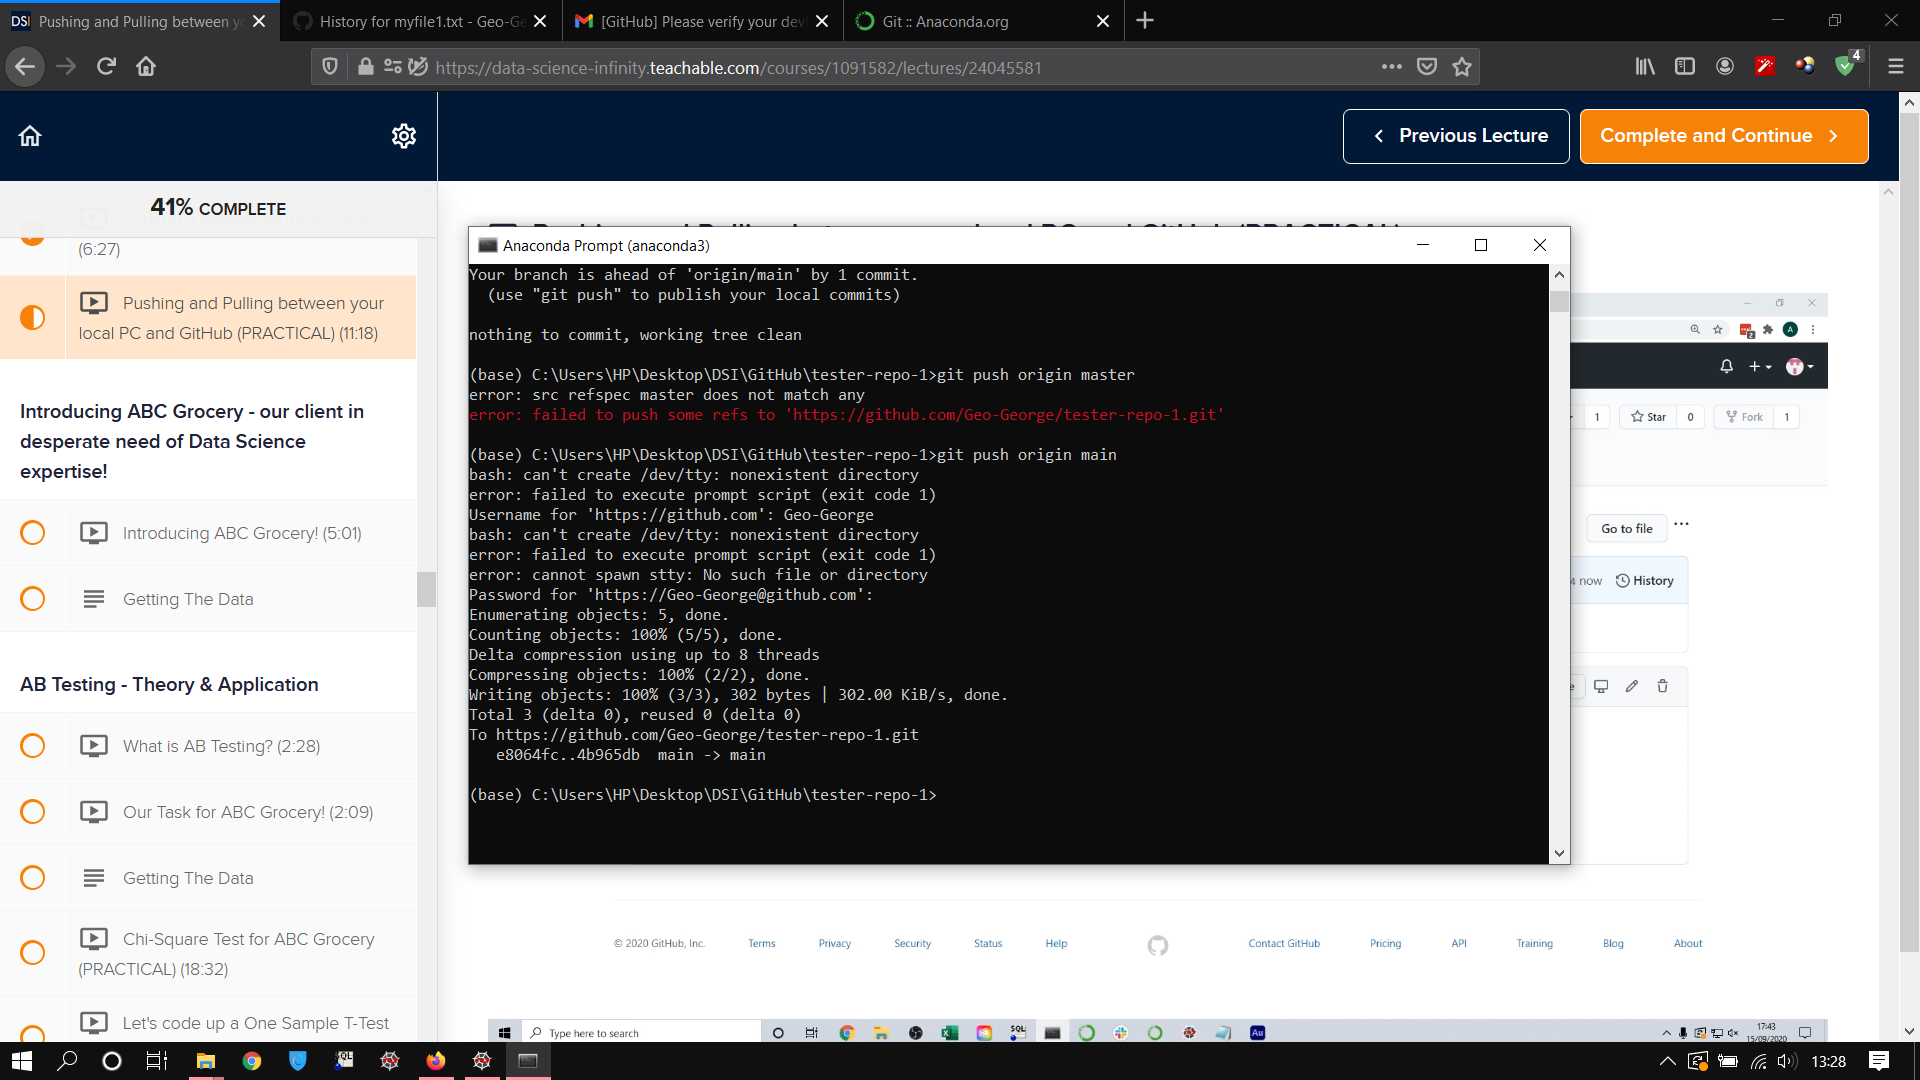 Pushing and Pulling between yo
History for myfile1.txt - Geo-Ge
[GitHub] Please verify your dev
Git :: Anaconda.org
https://data-science-infinity.teachable.com/courses/1091582/lectures/24045581
4
Previous Lecture
Complete and Continue
41% COMPLETE
(6:27)
Pushing and Pulling between your
local PC and GitHub (PRACTICAL) (11:18)
Introducing ABC Grocery - our client in
desperate need of Data Science
expertise!
Introducing ABC Grocery! (5:01)
Getting The Data
AB Testing - Theory & Application
What is AB Testing? (2:28)
Our Task for ABC Grocery! (2:09)
Getting The Data
Chi-Square Test for ABC Grocery
(PRACTICAL) (18:32)
Let's code up a One Sample T-Test
Anaconda Prompt (anaconda3)
Your branch is ahead of 'origin/main' by 1 commit.
(use "git push" to publish your local commits)
nothing to commit, working tree clean
(base) C:\Users\HP\Desktop\DSI\GitHub\tester-repo-1>git push origin master
error: src refspec master does not match any
error: failed to push some refs to 'https://github.com/Geo-George/tester-repo-1.git'
(base) C:\Users\HP\Desktop\DSI\GitHub\tester-repo-1>git push origin main
bash: can't create /dev/tty: nonexistent directory
error: failed to execute prompt script (exit code 1)
Username for 'https://github.com': Geo-George
bash: can't create /dev/tty: nonexistent directory
error: failed to execute prompt script (exit code 1)
error: cannot spawn stty: No such file or directory
Password for 'https://Geo-George@github.com':
Enumerating objects: 5, done.
Counting objects: 100% (5/5), done.
Delta compression using up to 8 threads
Compressing objects: 100% (2/2), done.
Writing objects: 100% (3/3), 302 bytes | 302.00 KiB/s, done.
Total 3 (delta 0), reused 0 (delta 0)
To https://github.com/Geo-George/tester-repo-1.git
e8064fc..4b965db  main -> main
(base) C:\Users\HP\Desktop\DSI\GitHub\tester-repo-1>
1 Star 0 Fork 1
Go to file
now History
© 2020 GitHub, Inc. Terms Privacy Security Status Help Contact GitHub Pricing API Training Blog About
Type here to search
17:43
15/09/2020
13:28